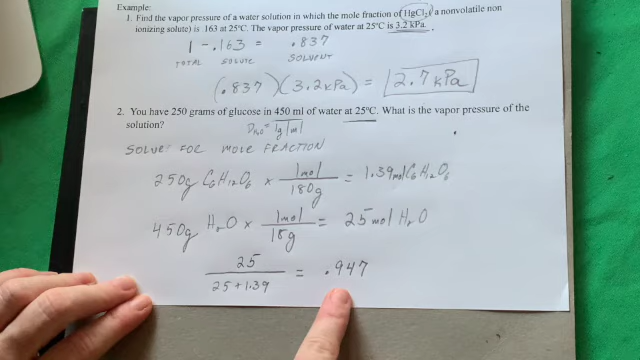 Example:
1. Find the vapor pressure of a water solution in which the mole fraction of HgCl₂ (a nonvolatile non
ionizing solute) is .163 at 25°C. The vapor pressure of water at 25°C is 3.2 kPa.
1 - .163 = .837
TOTAL SOLUTE SOLVENT
(.837)(3.2kPa) = 2.7 kPa
2. You have 250 grams of glucose in 450 ml of water at 25°C. What is the vapor pressure of the
solution? D H₂O = 1g/ml
SOLVE FOR MOLE FRACTION
250g C₆H₁₂O₆ x 1mol/180g = 1.39mol C₆H₁₂O₆
450g H₂O x 1mol/18g = 25mol H₂O
25/25+1.39 = .947